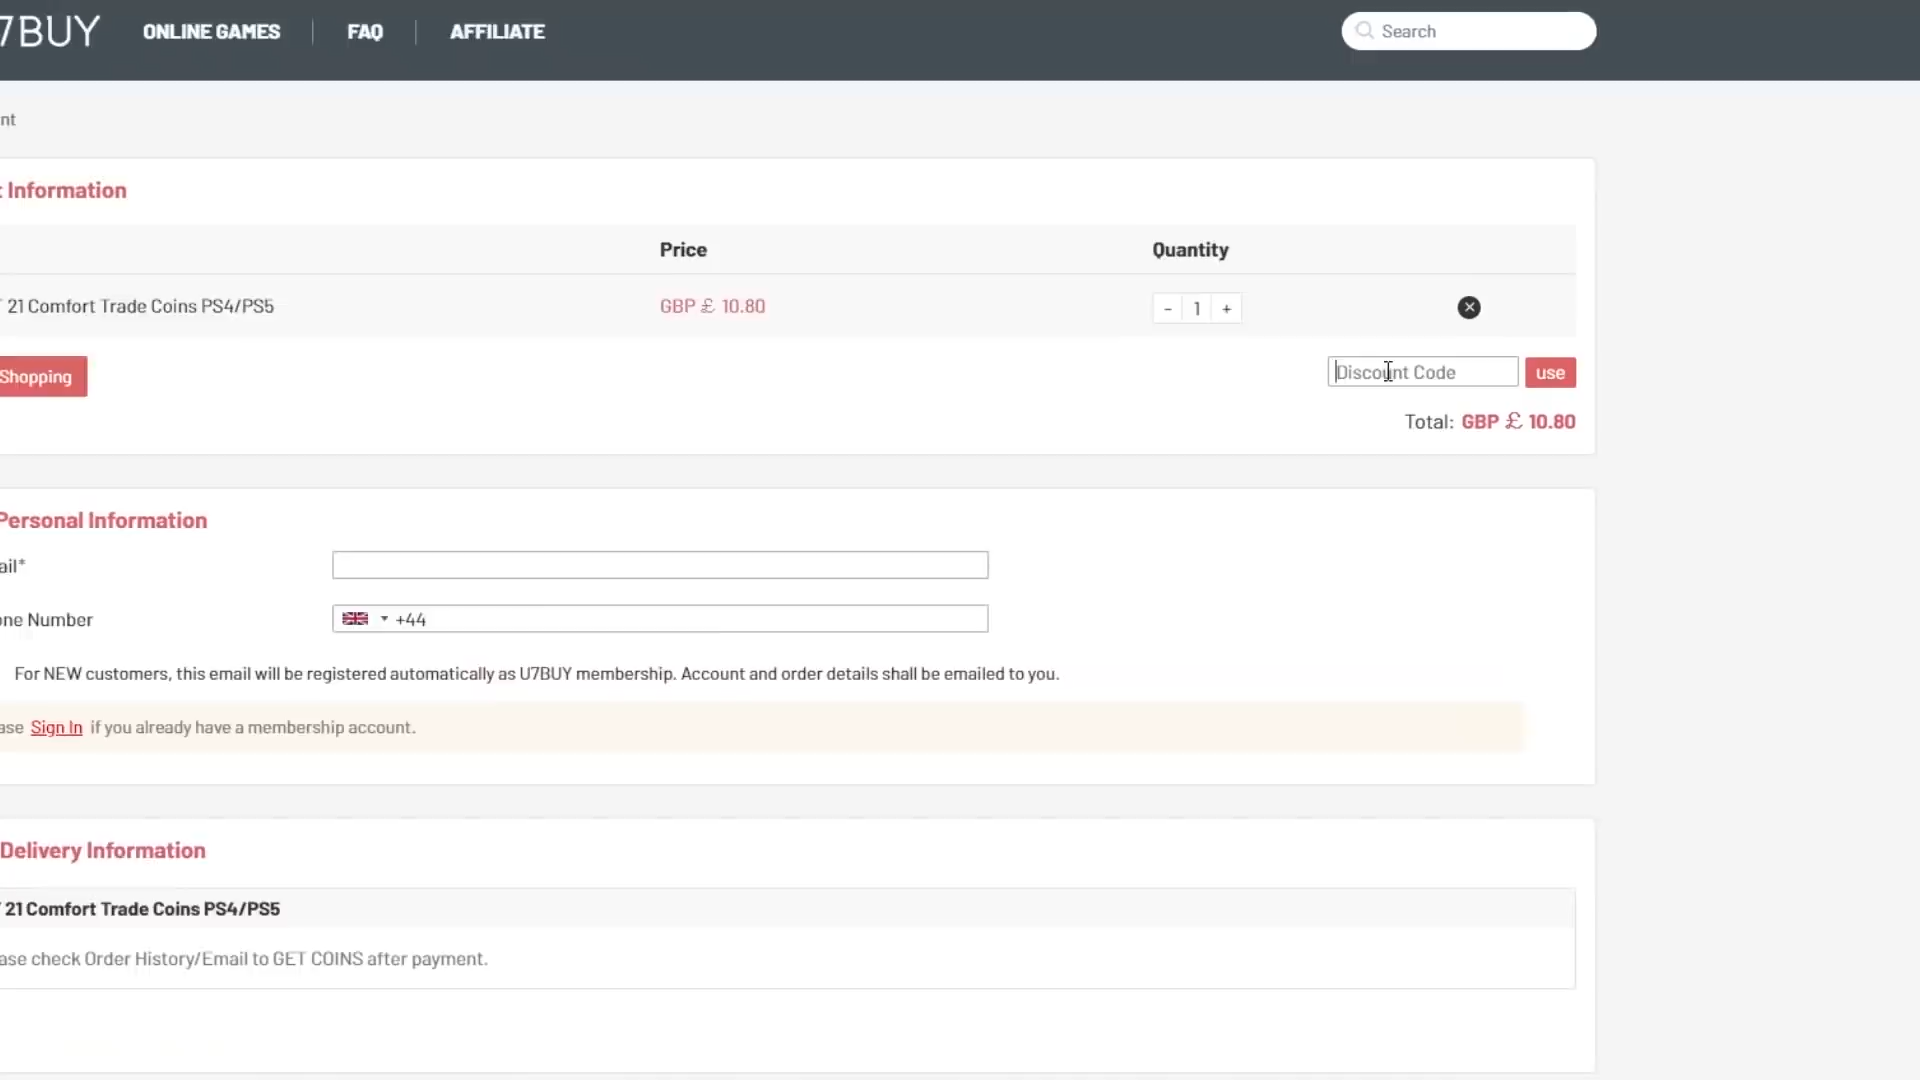 7BUY ONLINE GAMES FAQ AFFILIATE Search
nt
t Information
Price Quantity
21 Comfort Trade Coins PS4/PS5 GBP £ 10.80 - 1 +
Shopping Discount Code use
Total: GBP £ 10.80
Personal Information
ail*
one Number +44
For NEW customers, this email will be registered automatically as U7BUY membership. Account and order details shall be emailed to you.
ase Sign In if you already have a membership account.
Delivery Information
21 Comfort Trade Coins PS4/PS5
ase check Order History/Email to GET COINS after payment.